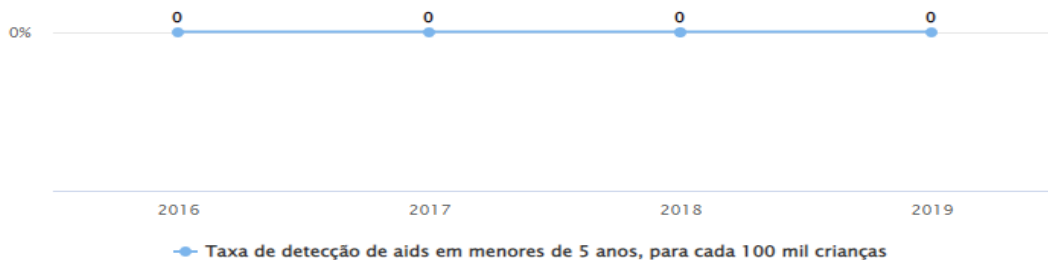 0 0 0 0
0%
2016 2017 2018 2019
Taxa de detecção de aids em menores de 5 anos, para cada 100 mil crianças